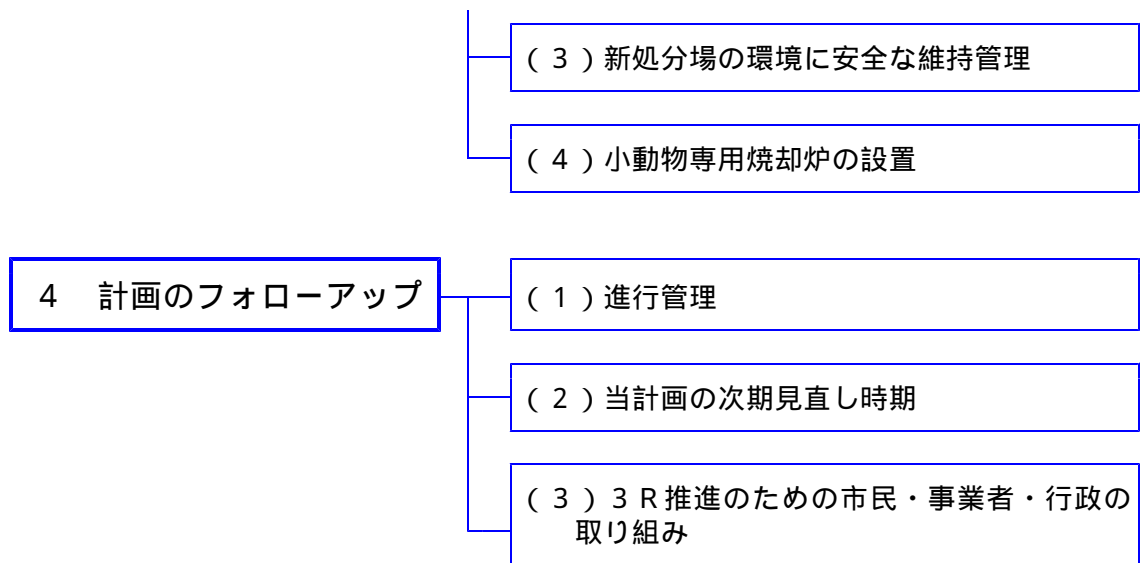 (3)新処分場の環境に安全な維持管理
(4)小動物専用焼却炉の設置
4 計画のフォローアップ
(1)進行管理
(2)当計画の次期見直し時期
(3)3R推進のための市民・事業者・行政の
取り組み